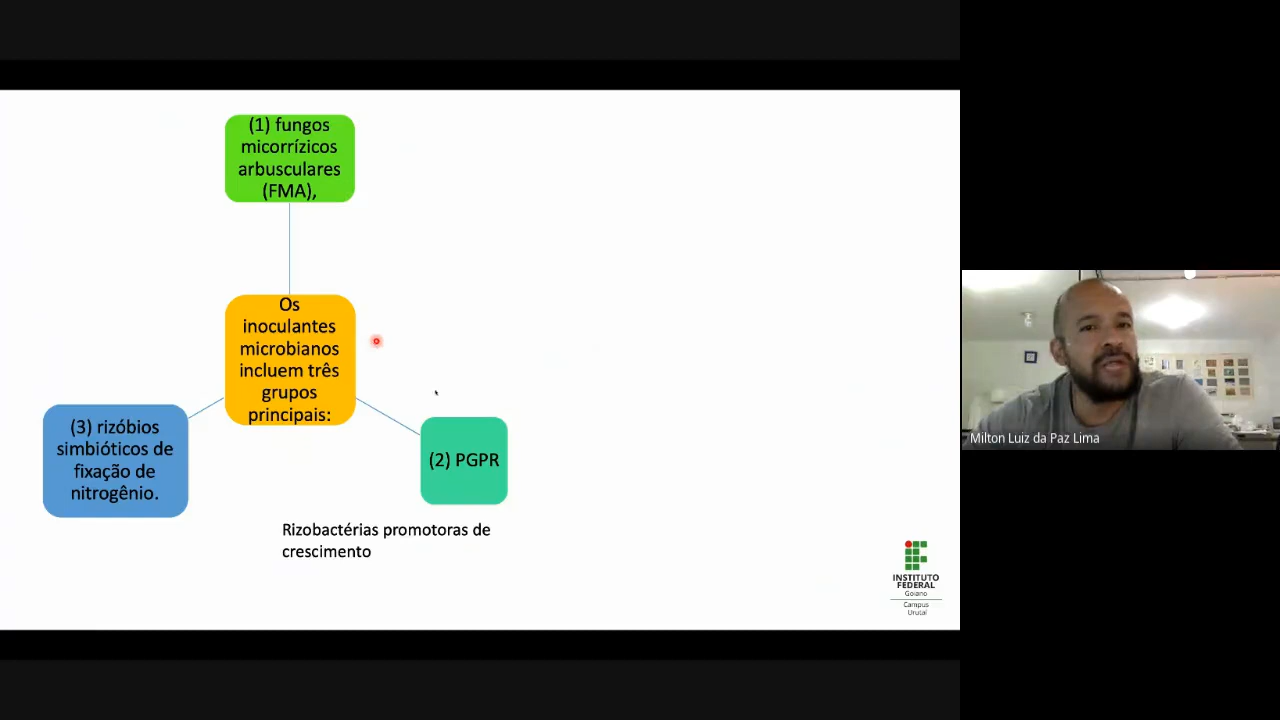 (1) fungos
micorrízicos
arbusculares
(FMA),
Os
inoculantes
microbianos
incluem três
grupos
principais:
(3) rizóbios
simbióticos de
fixação de
nitrogênio.
(2) PGPR
Rizobactérias promotoras de
crescimento
INSTITUTO
FEDERAL
Goiano
Campus
Urutaí
Milton Luiz da Paz Lima